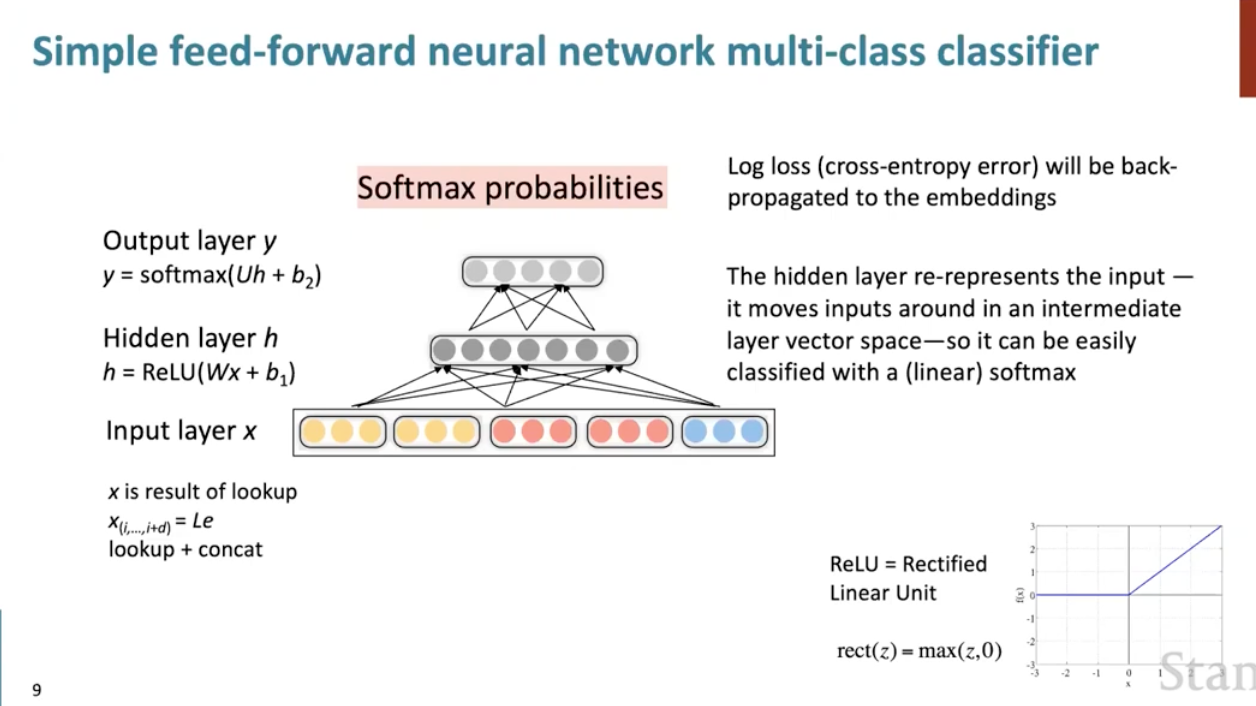 Simple feed-forward neural network multi-class classifier
Softmax probabilities
Log loss (cross-entropy error) will be back-
propagated to the embeddings
Output layer y
y = softmax(Uh + b₂)
The hidden layer re-represents the input —
it moves inputs around in an intermediate
layer vector space—so it can be easily
classified with a (linear) softmax
Hidden layer h
h = ReLU(Wx + b₁)
Input layer x
x is result of lookup
x(i,...,i+d) = Le
lookup + concat
ReLU = Rectified
Linear Unit
rect(z) = max(z,0)
3
2
1
0
-1
-2
-3
f(x)
-3 -2 -1 0 1 2 3
x
Stan
9